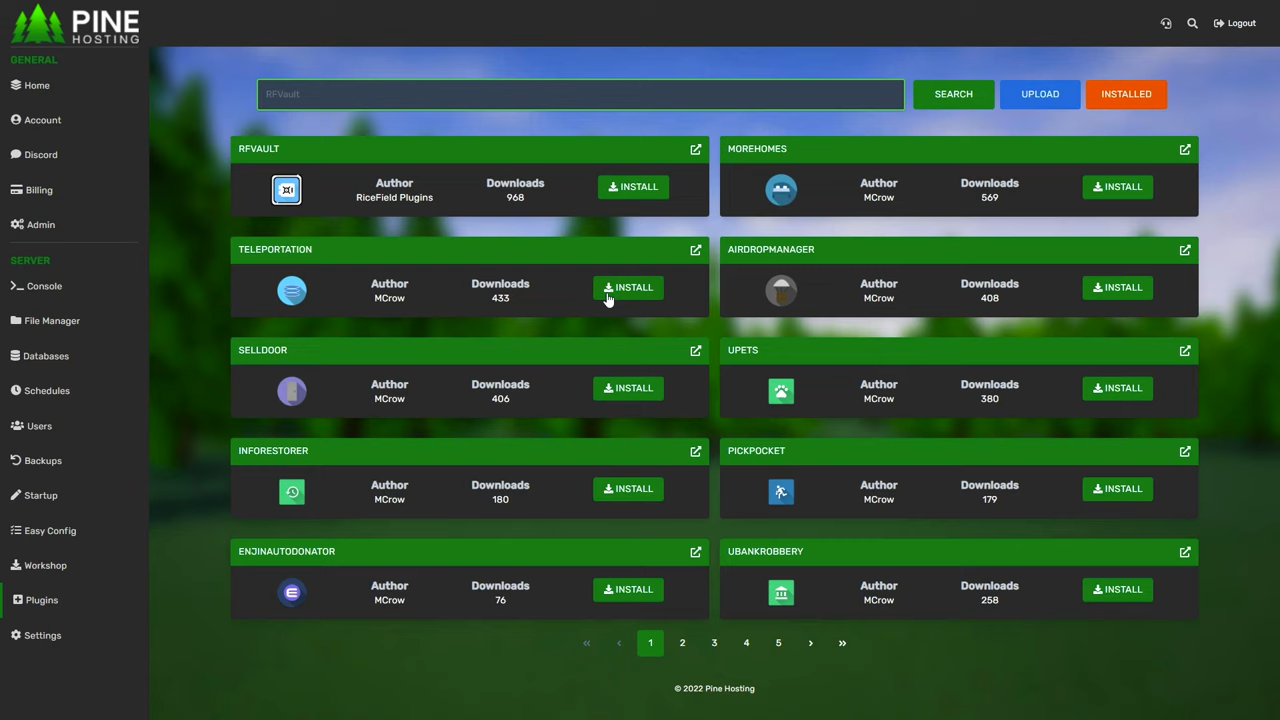 PINE
HOSTING
Logout
GENERAL
Home
Account
Discord
Billing
Admin
SERVER
Console
File Manager
Databases
Schedules
Users
Backups
Startup
Easy Config
Workshop
Plugins
Settings
RFVault
SEARCH
UPLOAD
INSTALLED
RFVAULT
Author
RiceField Plugins
Downloads
968
INSTALL
MOREHOMES
Author
MCrow
Downloads
569
INSTALL
TELEPORTATION
Author
MCrow
Downloads
433
INSTALL
AIRDROPMANAGER
Author
MCrow
Downloads
408
INSTALL
SELLDOOR
Author
MCrow
Downloads
406
INSTALL
UPETS
Author
MCrow
Downloads
380
INSTALL
INFORESTORER
Author
MCrow
Downloads
180
INSTALL
PICKPOCKET
Author
MCrow
Downloads
179
INSTALL
ENJINAUTODONATOR
Author
MCrow
Downloads
76
INSTALL
UBANKROBBERY
Author
MCrow
Downloads
258
INSTALL
« ‹ 1 2 3 4 5 › »
© 2022 Pine Hosting